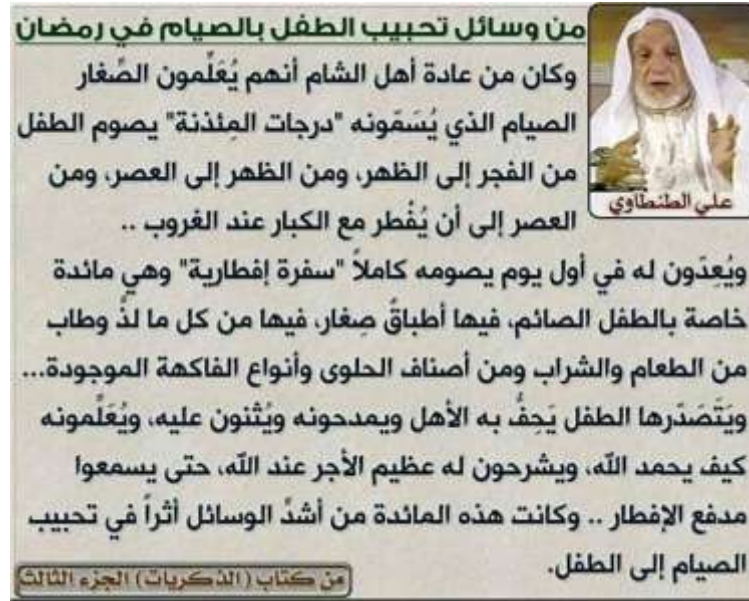 من وسائل تحبيب الطفل بالصيام في رمضان
وكان من عادة أهل الشام أنهم يُعَلِّمون الصِّغار
الصيام الذي يُسَمّونه "درجات المِئذنة" يصوم الطفل
من الفجر إلى الظهر، ومن الظهر إلى العصر، ومن
العصر إلى أن يُفْطر مع الكبار عند الغروب ..
علي الطنطاوي
ويُعِدّون له في أول يوم يصومه كاملاً "سفرة إفطارية" وهي مائدة
خاصة بالطفل الصائم، فيها أطباقٌ صِغار، فيها من كل ما لذَّ وطاب
من الطعام والشراب ومن أصناف الحلوى وأنواع الفاكهة الموجودة...
ويَتَصَدّرها الطفل يَحِفُّ به الأهل ويمدحونه ويُثنون عليه، ويُعَلِّمونه
كيف يحمد الله، ويشرحون له عظيم الأجر عند الله، حتى يسمعوا
مدفع الإفطار .. وكانت هذه المائدة من أشدِّ الوسائل أثراً في تحبيب
الصيام إلى الطفل.
من كتاب (الذكريات) الجزء الثالث